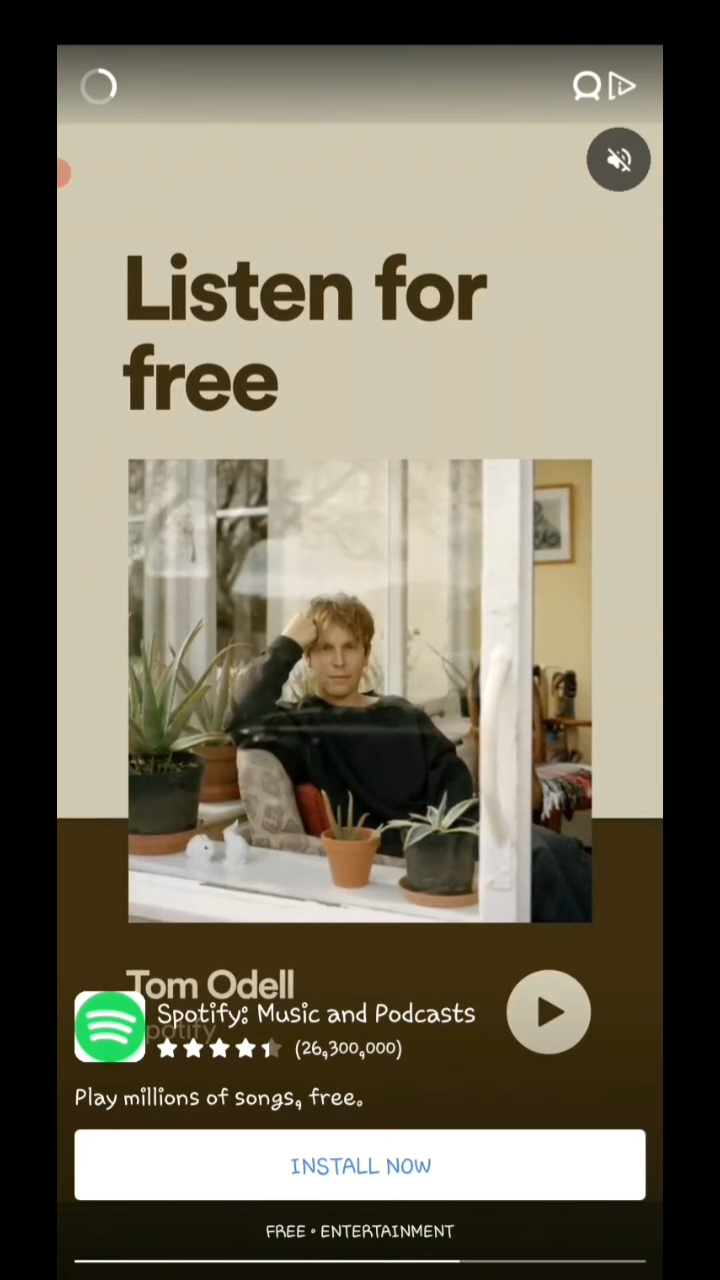 Listen for
free
Tom Odell
Spotify
Spotify: Music and Podcasts
(26,300,000)
Play millions of songs, free.
INSTALL NOW
FREE • ENTERTAINMENT